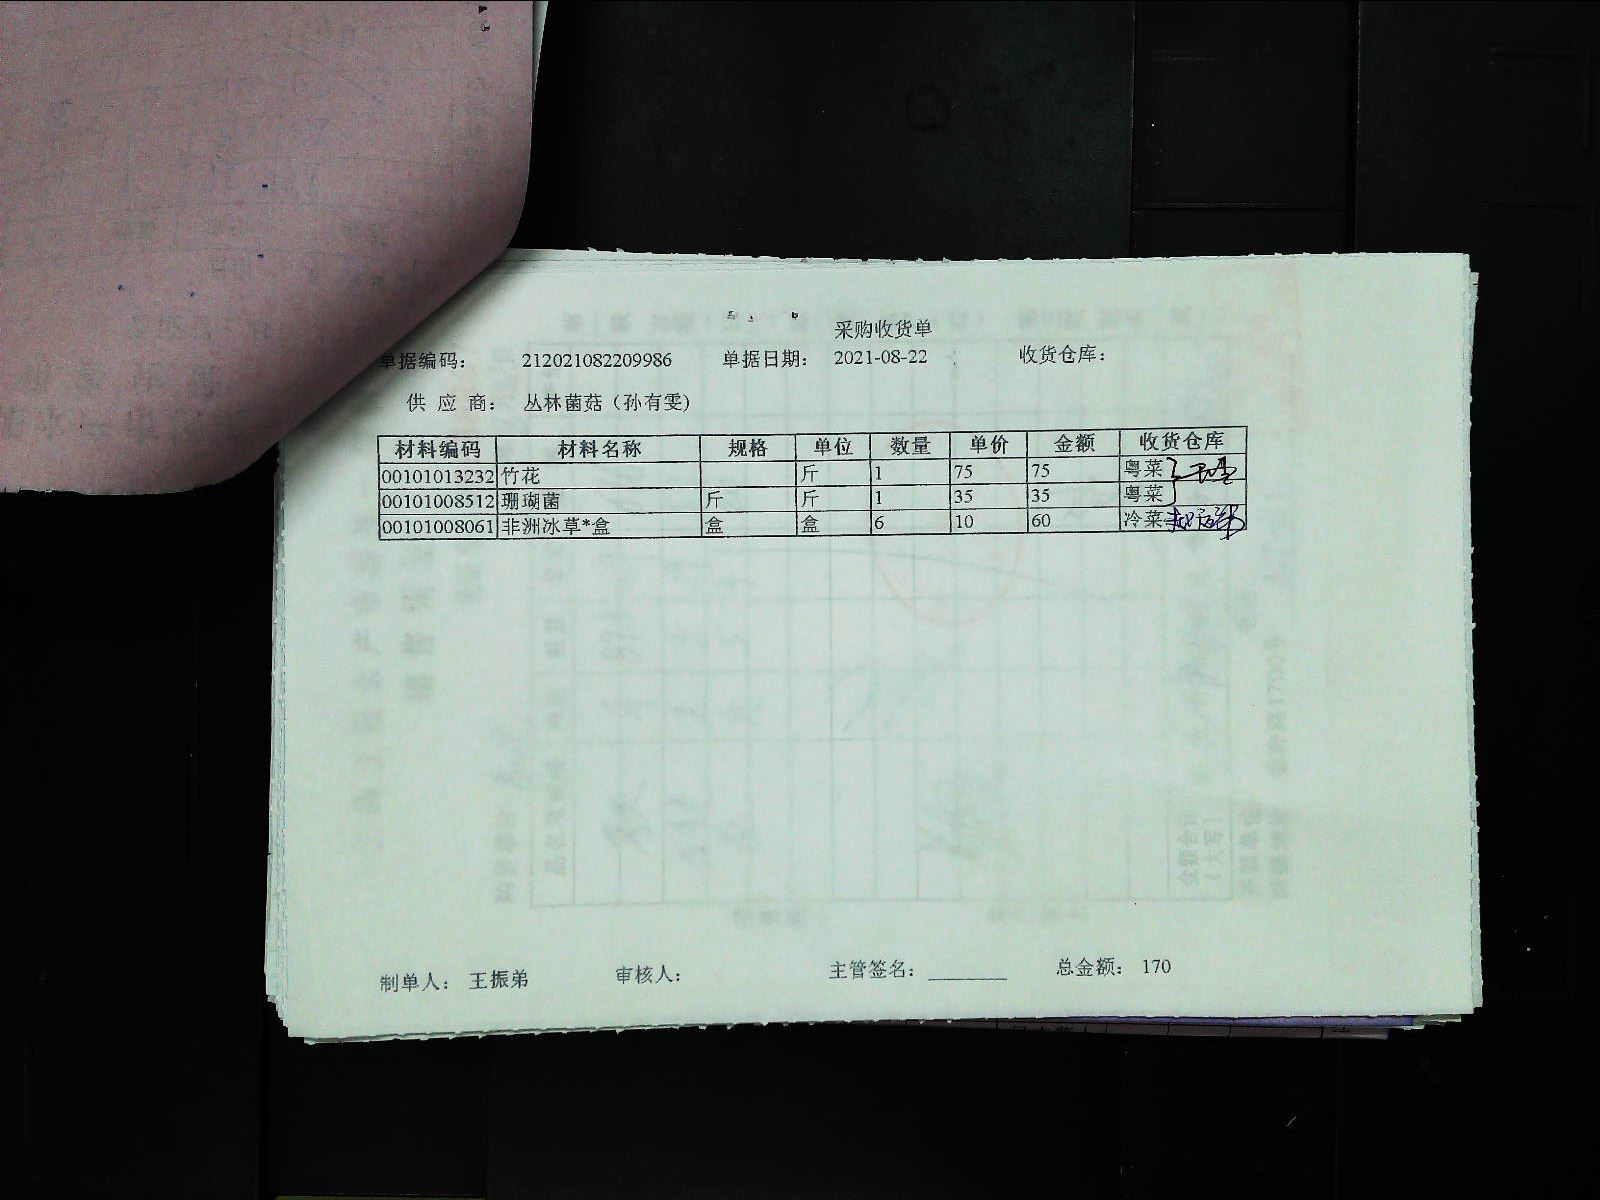 采购收货单
单据编码： 212021082209986 单据日期： 2021-08-22 收货仓库：
供 应 商： 丛林菌菇（孙有雯)
材料编码 材料名称 规格 单位 数量 单价 金额 收货仓库
00101013232 竹花 斤 1 75 75 粤菜
00101008512 珊瑚菌 斤 斤 1 35 35 粤菜
00101008061 非洲冰草*盒 盒 盒 6 10 60 冷菜
制单人： 王振弟 审核人： 主管签名： 总金额： 170